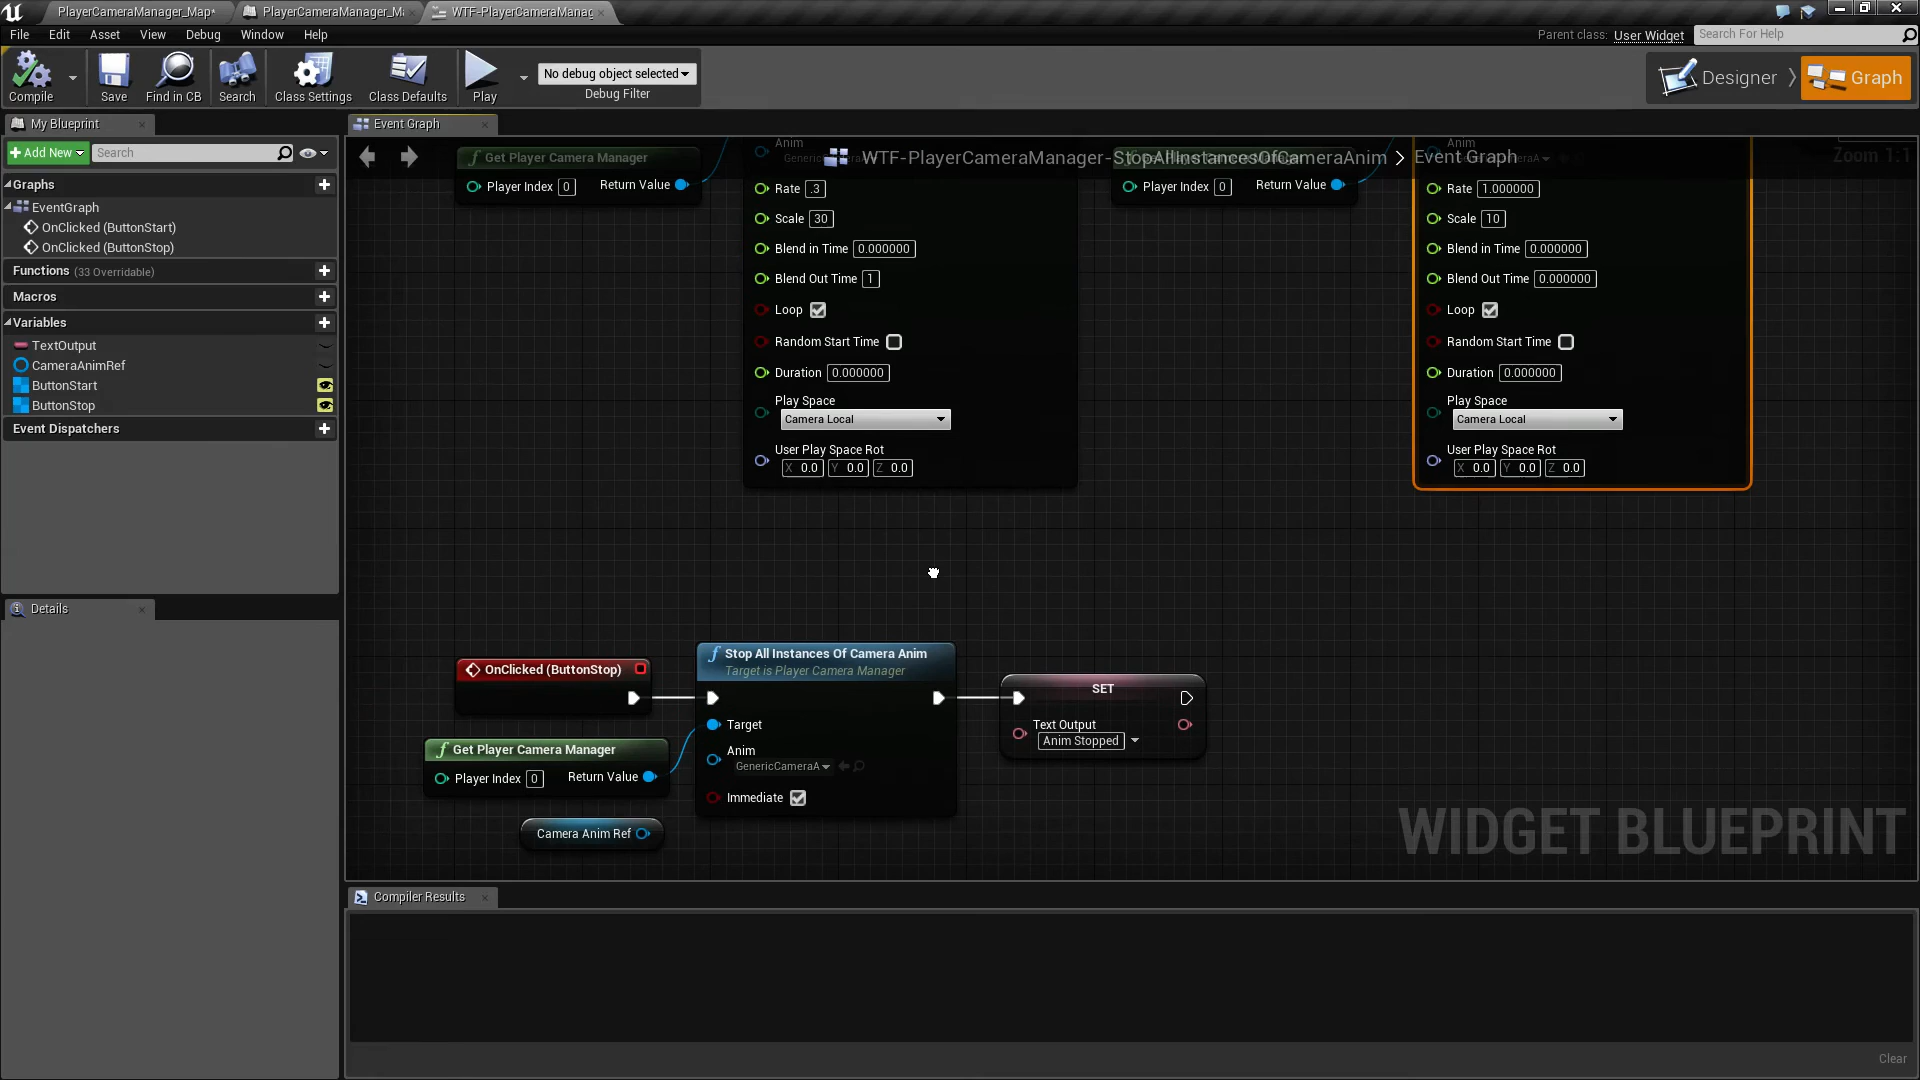 PlayerCameraManager_Map*
PlayerCameraManager_Ma
WTF-PlayerCameraManag
File Edit Asset View Debug Window Help
Parent class: User Widget
Search For Help
Compile
Save
Find in CB
Search
Class Settings
Class Defaults
Play
No debug object selected
Debug Filter
Designer
Graph
My Blueprint
Event Graph
Add New
Search
Graphs
EventGraph
OnClicked (ButtonStart)
OnClicked (ButtonStop)
Functions (33 Overridable)
Macros
Variables
TextOutput
CameraAnimRef
ButtonStart
ButtonStop
Event Dispatchers
Details
WTF-PlayerCameraManager-StopAllInstancesOfCameraAnim > Event Graph
Zoom 1:1
Get Player Camera Manager
Player Index 0 Return Value
Anim
Rate .3
Scale 30
Blend in Time 0.000000
Blend Out Time 1
Loop
Random Start Time
Duration 0.000000
Play Space
Camera Local
User Play Space Rot
X 0.0 Y 0.0 Z 0.0
Player Index 0 Return Value
Anim
Rate 1.000000
Scale 10
Blend in Time 0.000000
Blend Out Time 0.000000
Loop
Random Start Time
Duration 0.000000
Play Space
Camera Local
User Play Space Rot
X 0.0 Y 0.0 Z 0.0
OnClicked (ButtonStop)
Stop All Instances Of Camera Anim
Target is Player Camera Manager
Target
Anim
GenericCameraA
Immediate
Get Player Camera Manager
Player Index 0 Return Value
Camera Anim Ref
SET
Text Output
Anim Stopped
WIDGET BLUEPRINT
Compiler Results
Clear